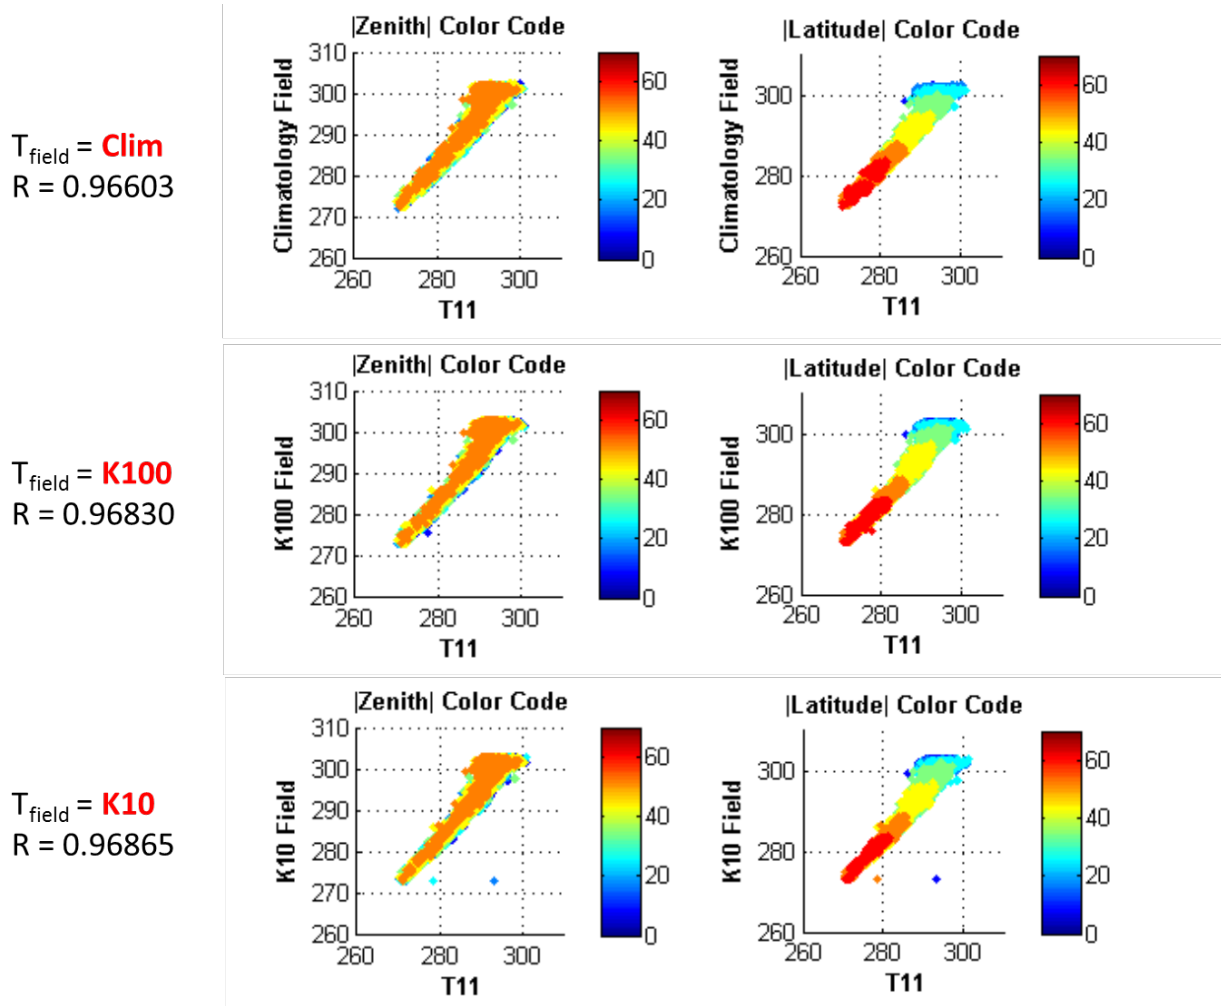 |Zenith| Color Code
|Latitude| Color Code
310
300
290
280
270
260
260
280
300
Climatology Field
T11
60
40
20
0
300
280
260
260
280
300
Climatology Field
T11
60
40
20
0
T_field = Clim
R = 0.96603
|Zenith| Color Code
|Latitude| Color Code
310
300
290
280
270
260
260
280
300
K100 Field
T11
60
40
20
0
300
280
260
260
280
300
K100 Field
T11
60
40
20
0
T_field = K100
R = 0.96830
|Zenith| Color Code
|Latitude| Color Code
310
300
290
280
270
260
260
280
300
K10 Field
T11
60
40
20
0
300
280
260
260
280
300
K10 Field
T11
60
40
20
0
T_field = K10
R = 0.96865